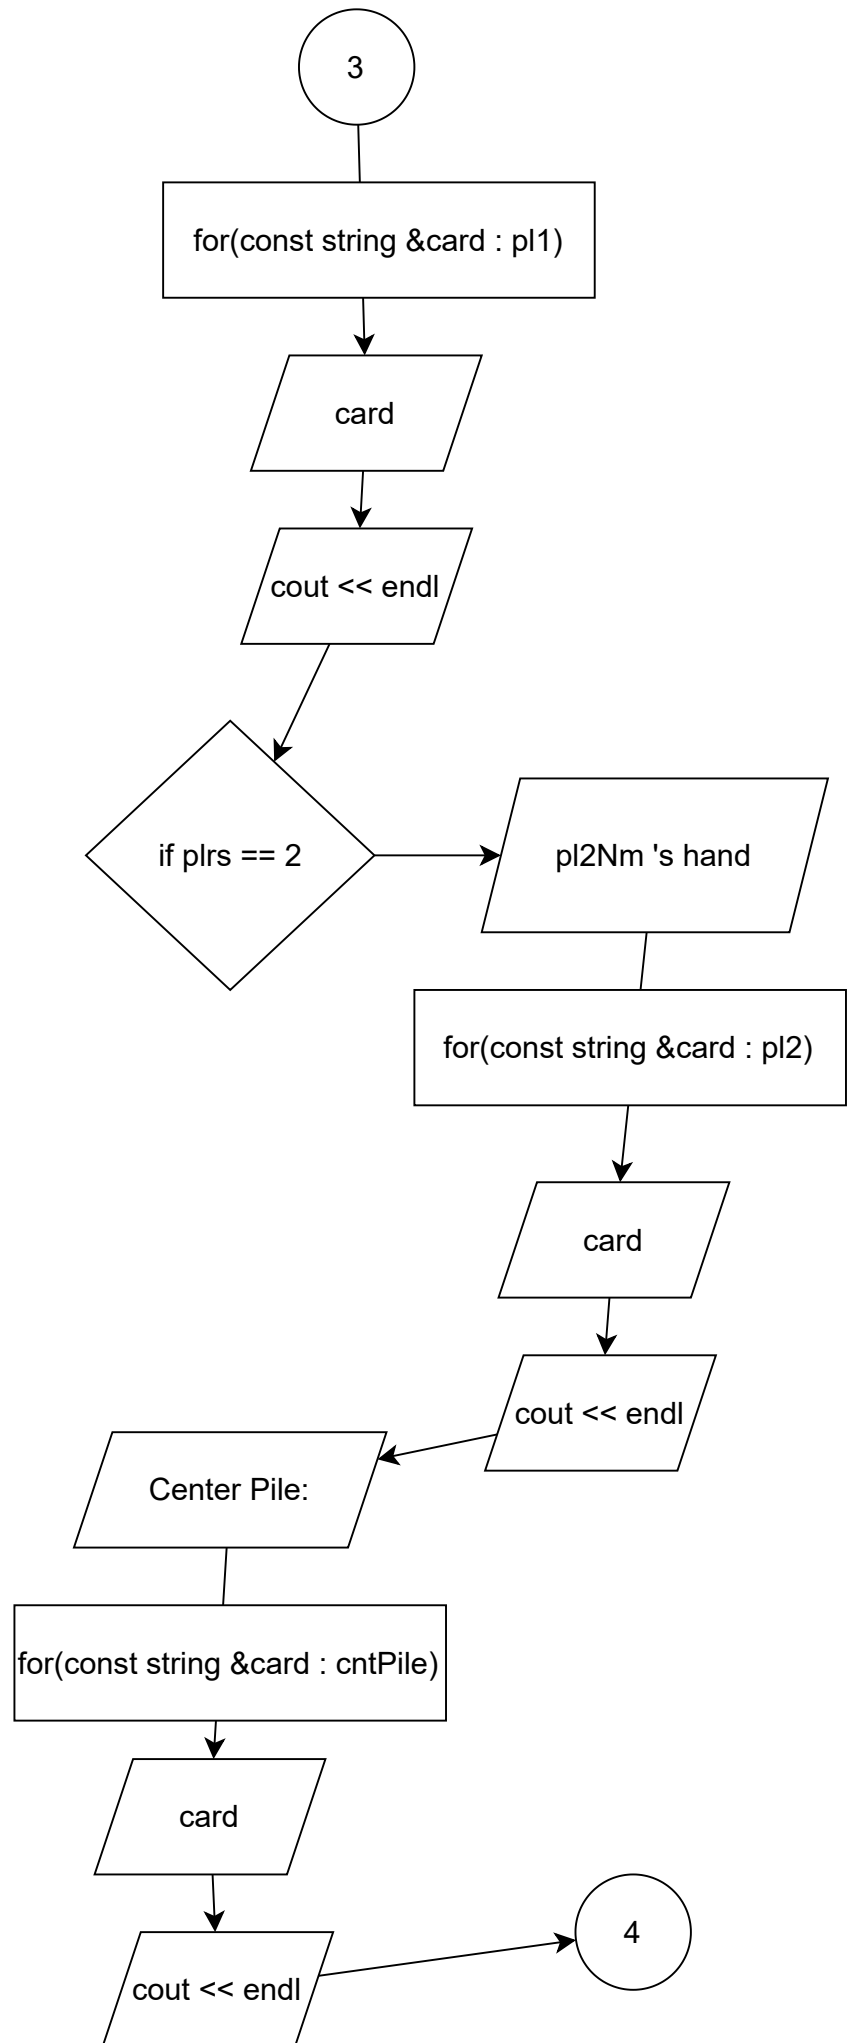 3
for(const string &card : pl1)
card
cout << endl
if plrs == 2
pl2Nm 's hand
for(const string &card : pl2)
card
cout << endl
Center Pile:
for(const string &card : cntPile)
card
4
cout << endl